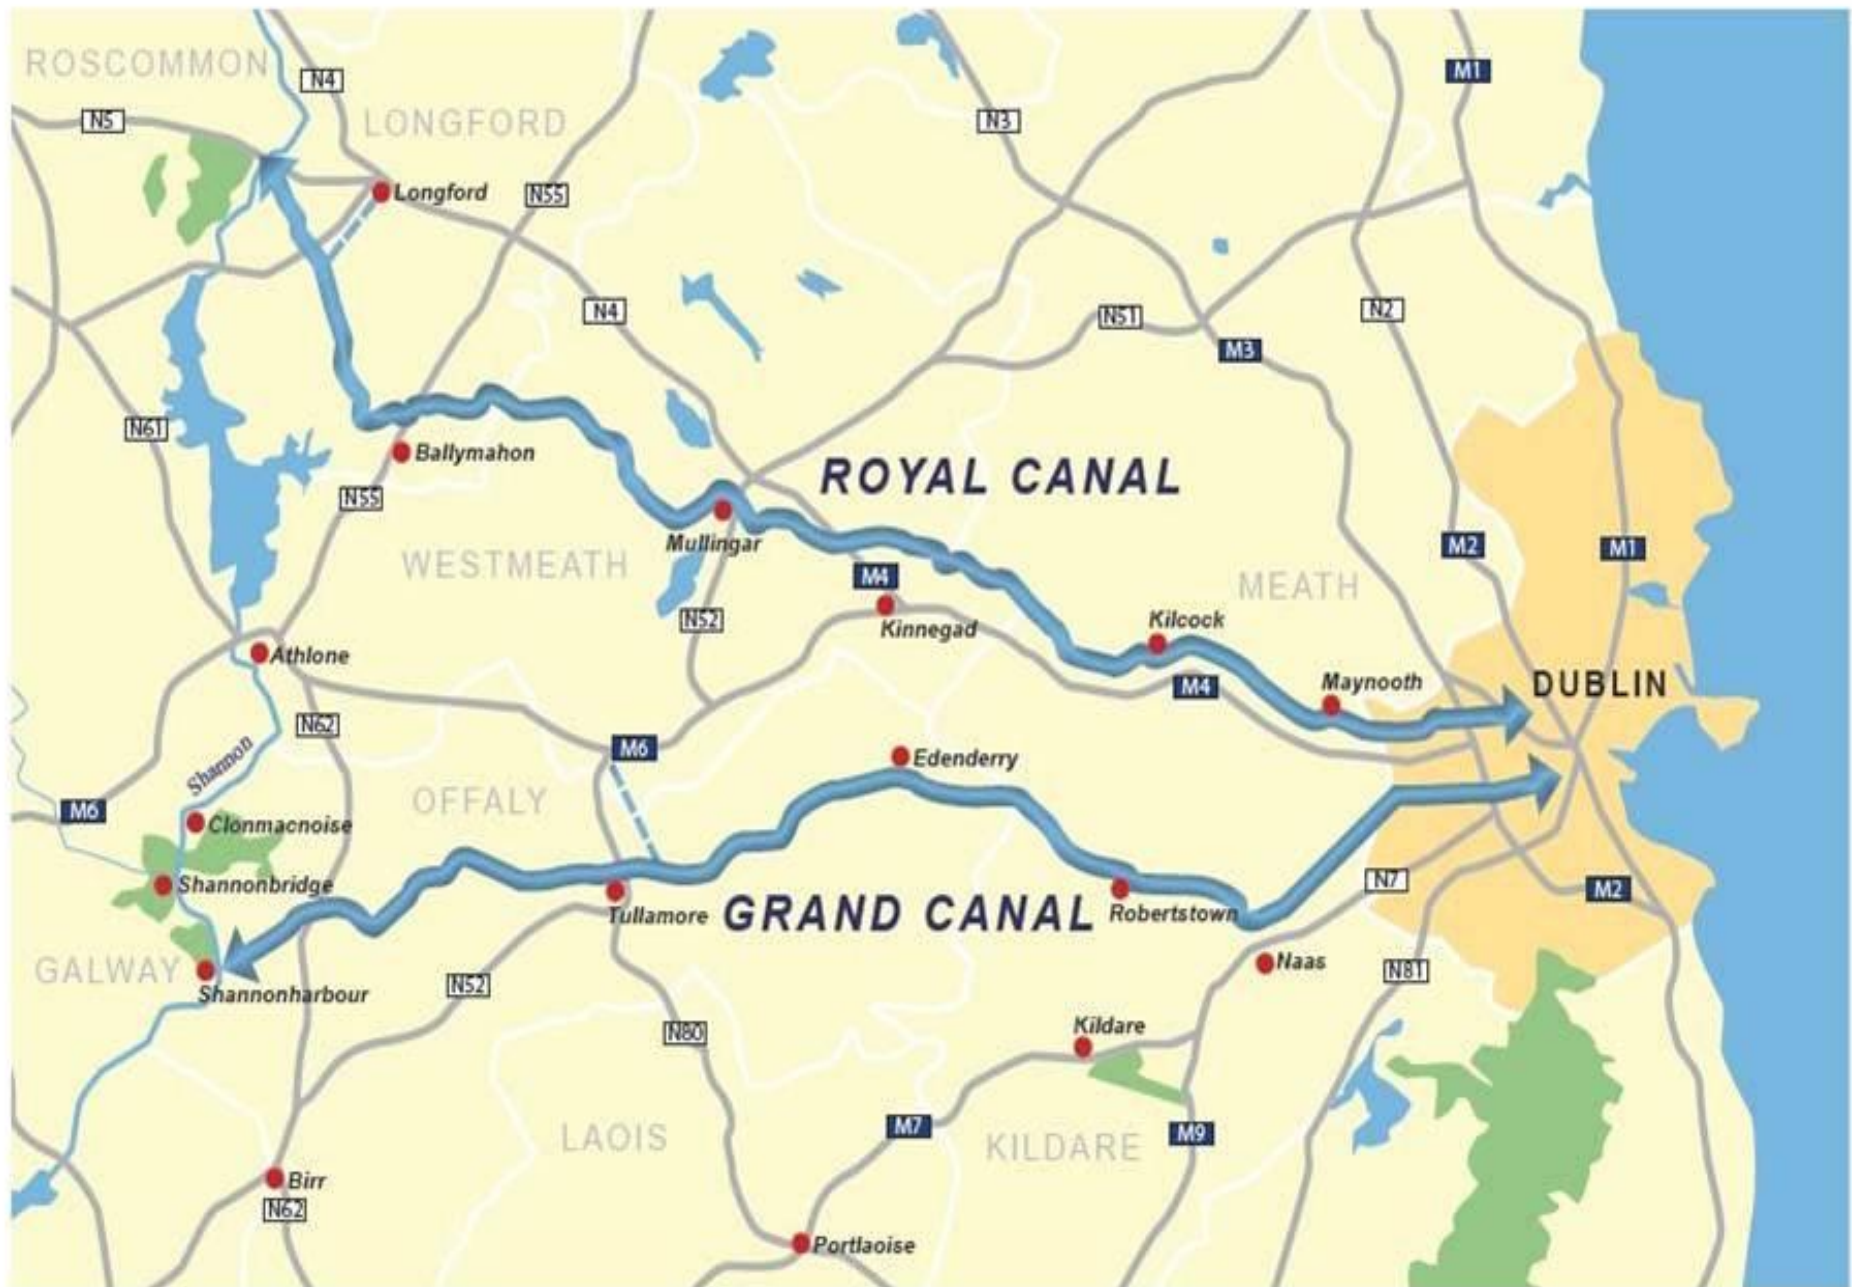 ROSCOMMON
N4
M1
N5
LONGFORD
N3
Longford
N55
N4
N51
N2
M3
N61
Ballymahon
ROYAL CANAL
N55
Mullingar
M2
M1
WESTMEATH
M4
MEATH
N52
Kinnegad
Kilcock
Athlone
Maynooth
DUBLIN
M4
N62
M6
Shannon
Edenderry
OFFALY
M6
Clonmacnoise
Shannonbridge
N7
M2
Tullamore
GRAND CANAL
Robertstown
GALWAY
Naas
N81
Shannonharbour
N52
N80
Kildare
M7
M9
LAOIS
KILDARE
Birr
N62
Portlaoise